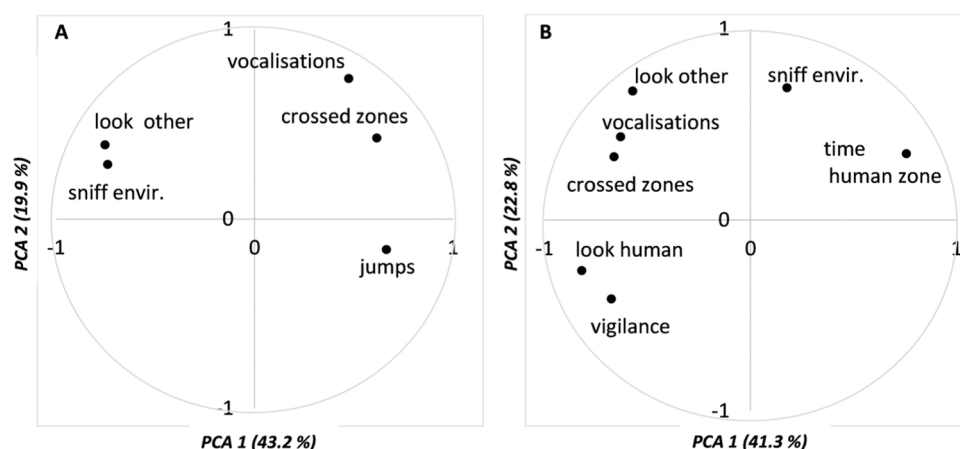 A
1
vocalisations
crossed zones
look other
sniff envir.
0
-1
0
1
jumps
-1
PCA 2 (19.9 %)
PCA 1 (43.2 %)
B
1
look other
sniff envir.
vocalisations
time
human zone
crossed zones
0
-1
0
1
look human
vigilance
-1
PCA 2 (22.8 %)
PCA 1 (41.3 %)